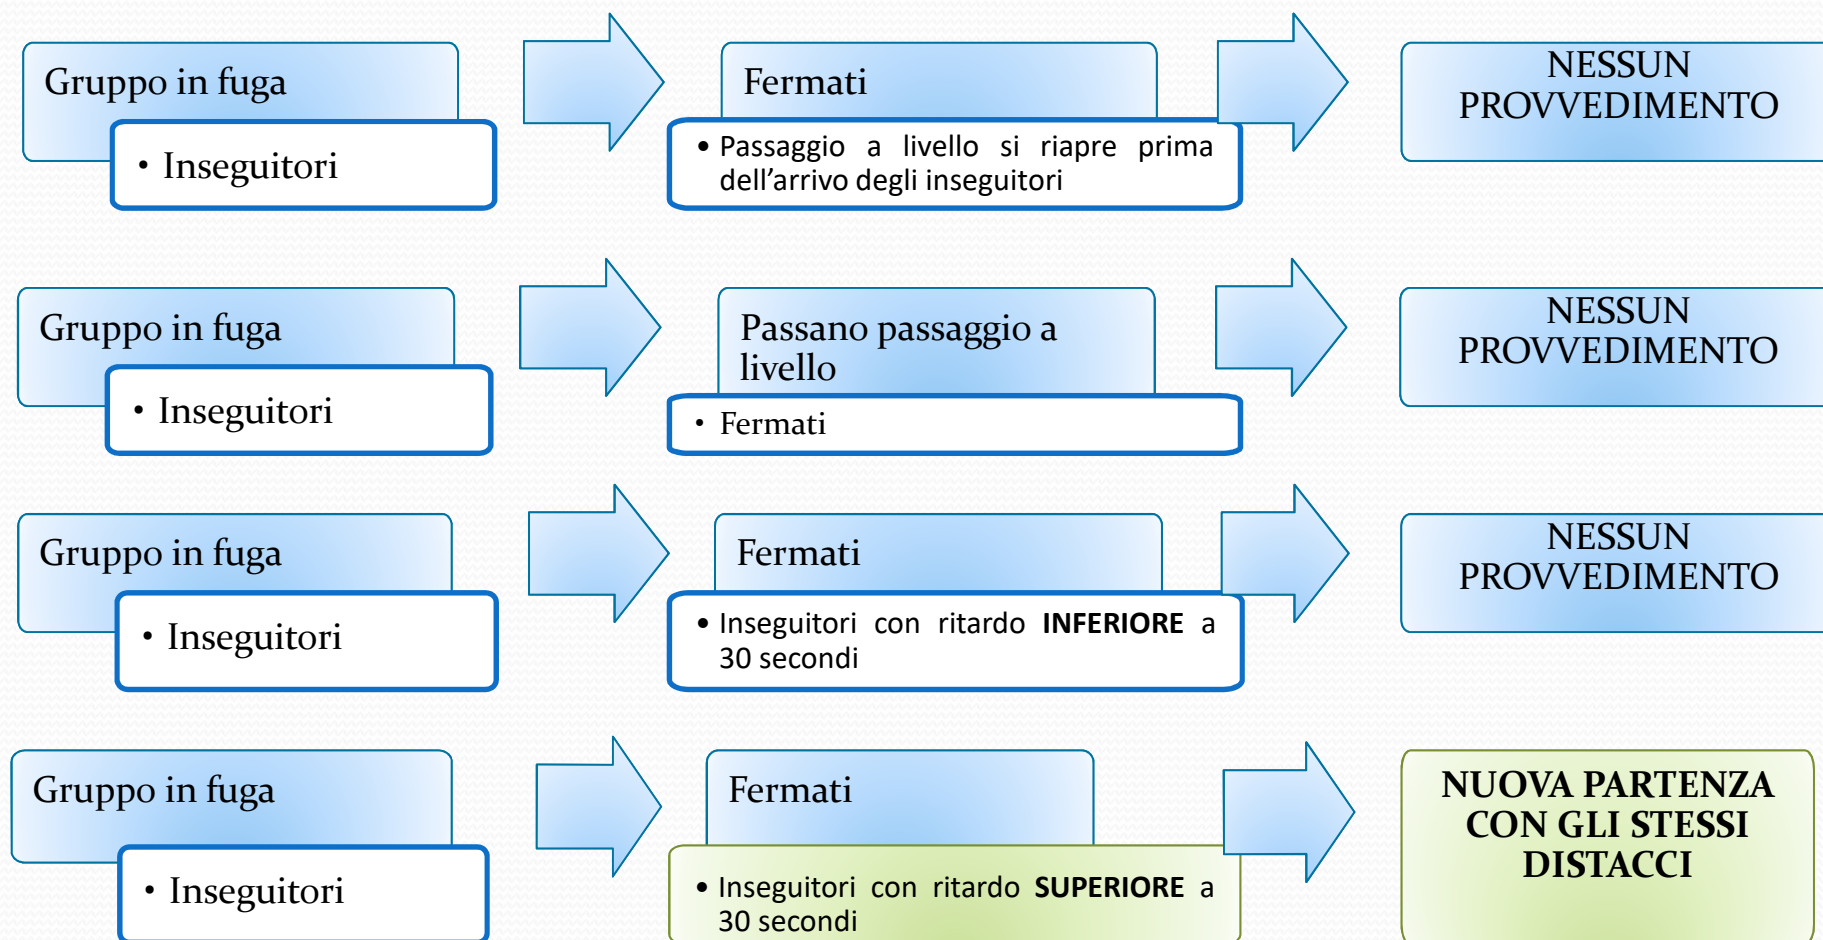 Gruppo in fuga
• Inseguitori
Fermati
• Passaggio a livello si riapre prima
dell’arrivo degli inseguitori
NESSUN
PROVVEDIMENTO
Gruppo in fuga
• Inseguitori
Passano passaggio a
livello
• Fermati
NESSUN
PROVVEDIMENTO
Gruppo in fuga
• Inseguitori
Fermati
• Inseguitori con ritardo INFERIORE a
30 secondi
NESSUN
PROVVEDIMENTO
Gruppo in fuga
• Inseguitori
Fermati
• Inseguitori con ritardo SUPERIORE a
30 secondi
NUOVA PARTENZA
CON GLI STESSI
DISTACCI